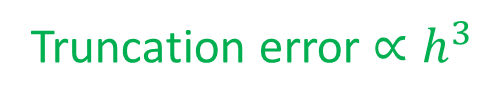 Truncation error ∝ h³